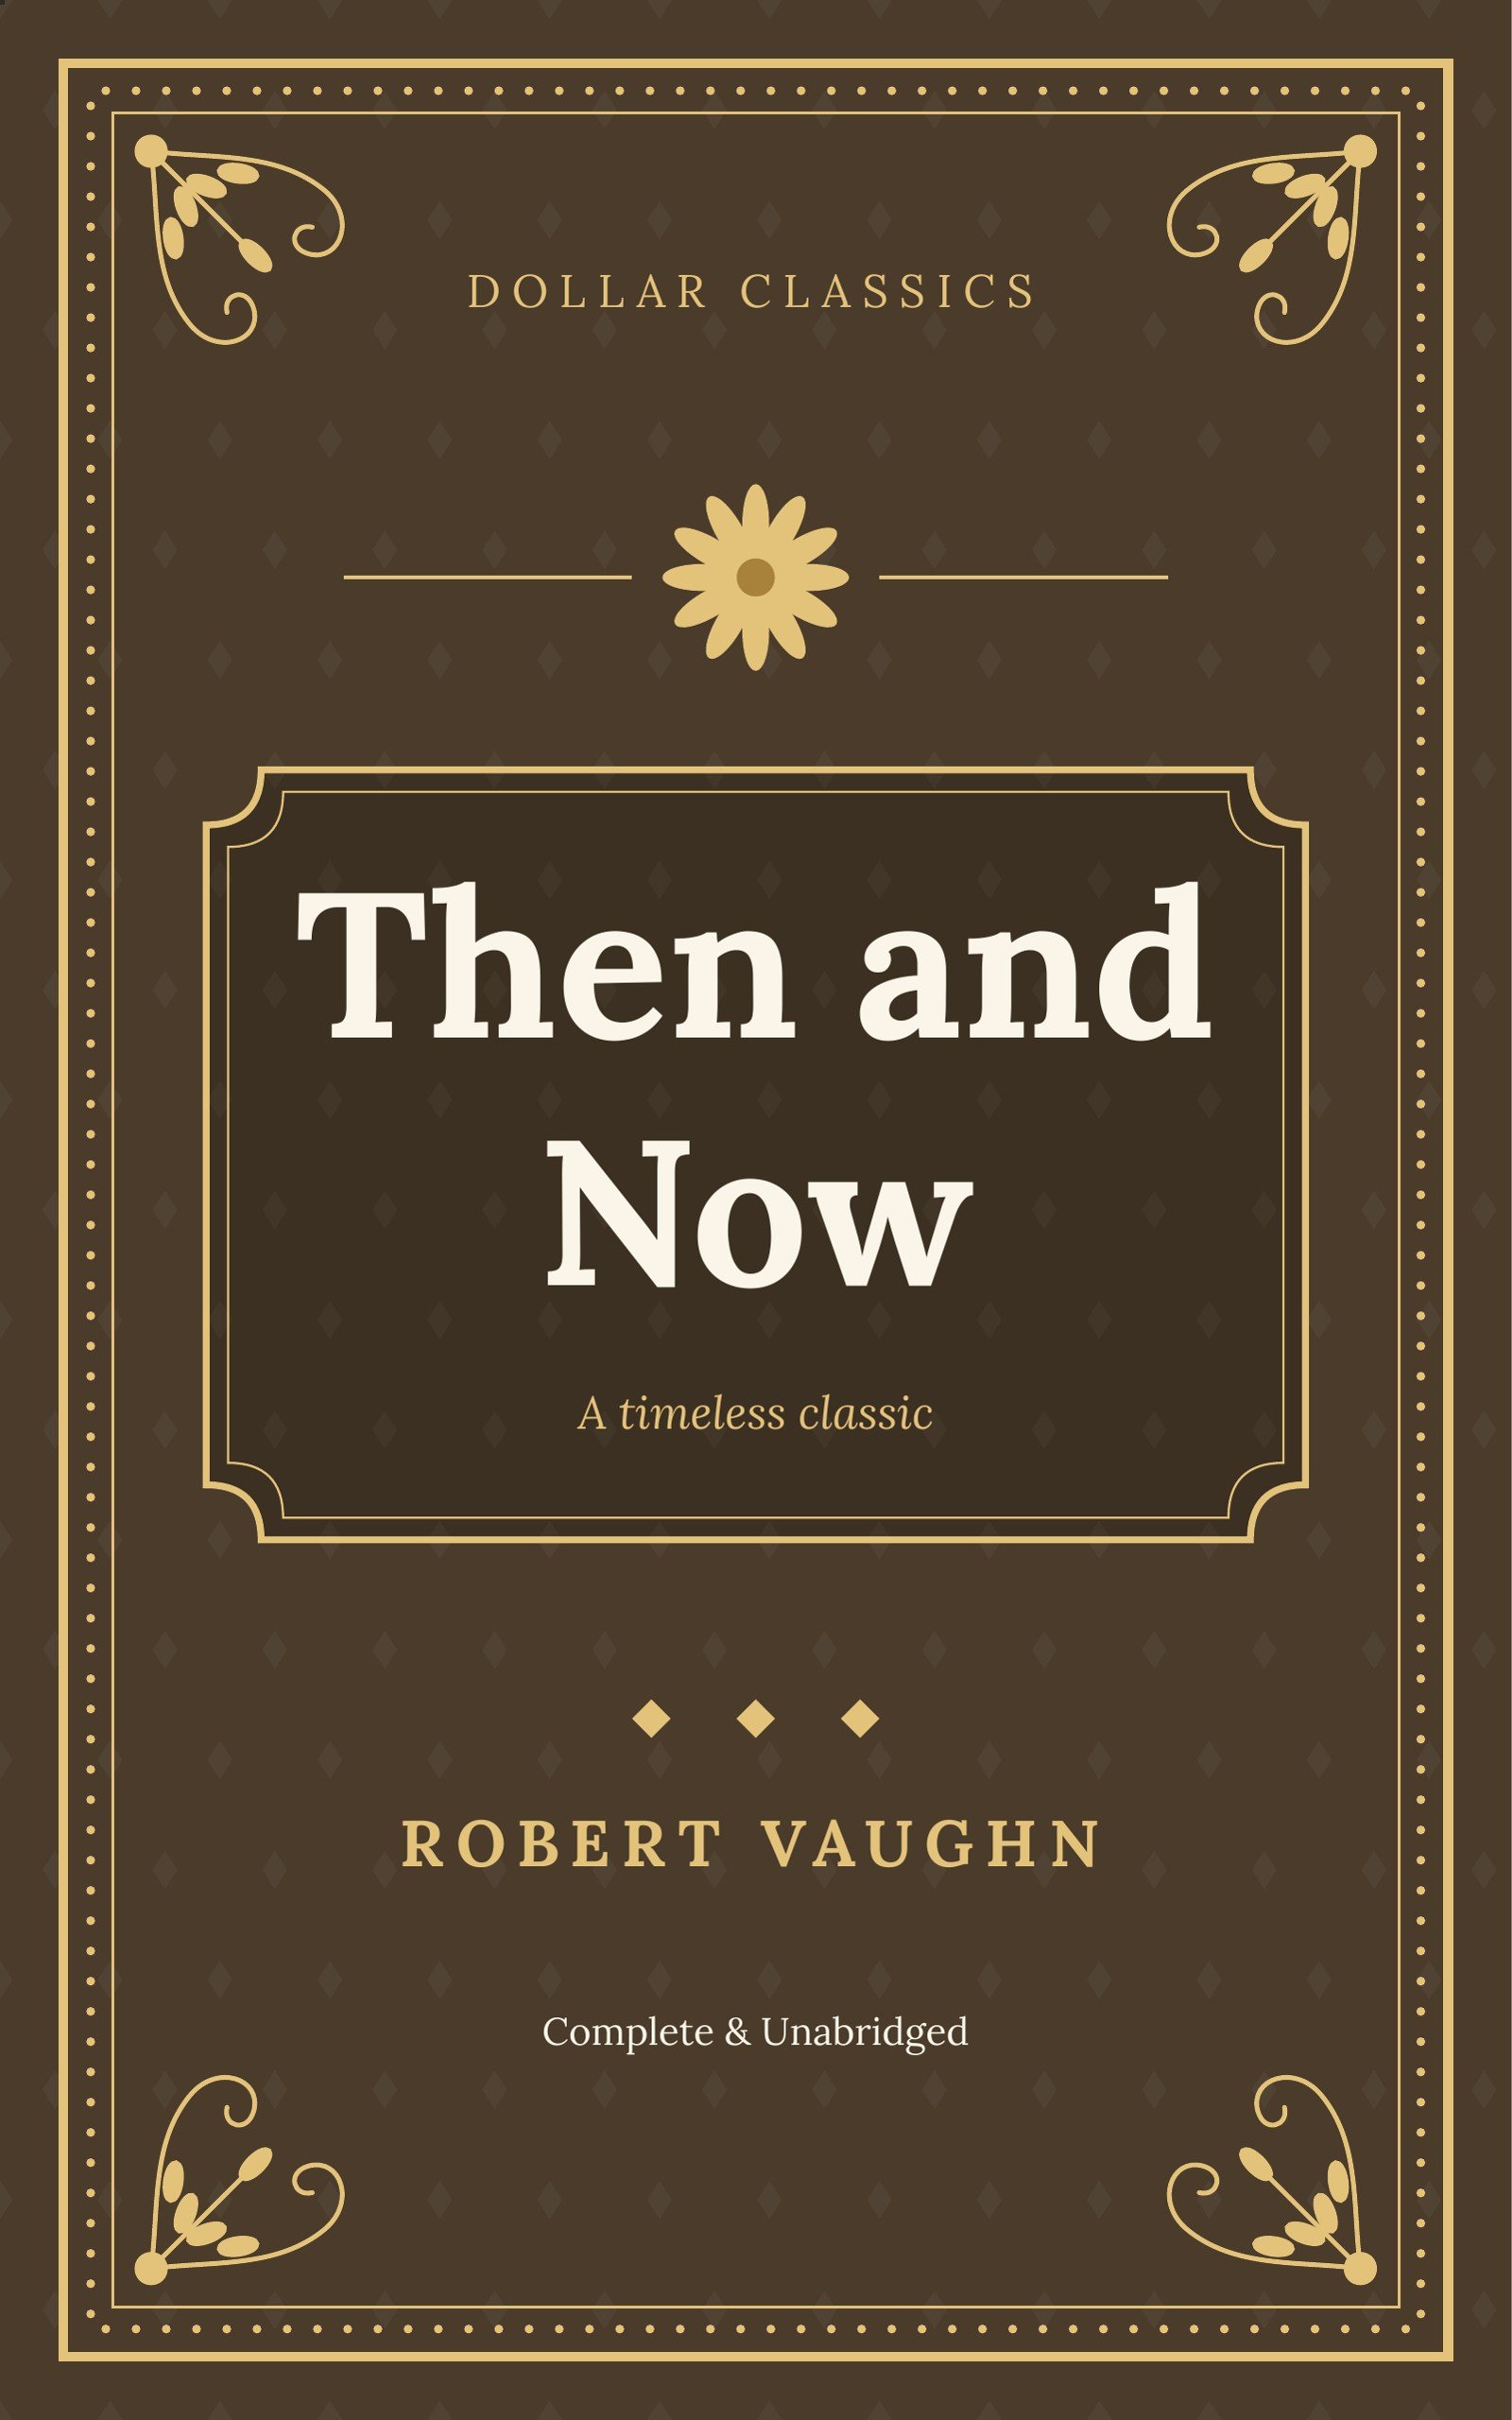 DOLLAR CLASSICS
Then and
Now
A timeless classic
ROBERT VAUGHN
Complete & Unabridged